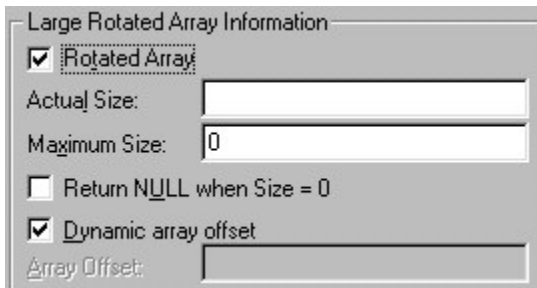 Large Rotated Array Information
Rotated Array
Actual Size:
Maximum Size: 0
Return NULL when Size = 0
Dynamic array offset
Array Offset: